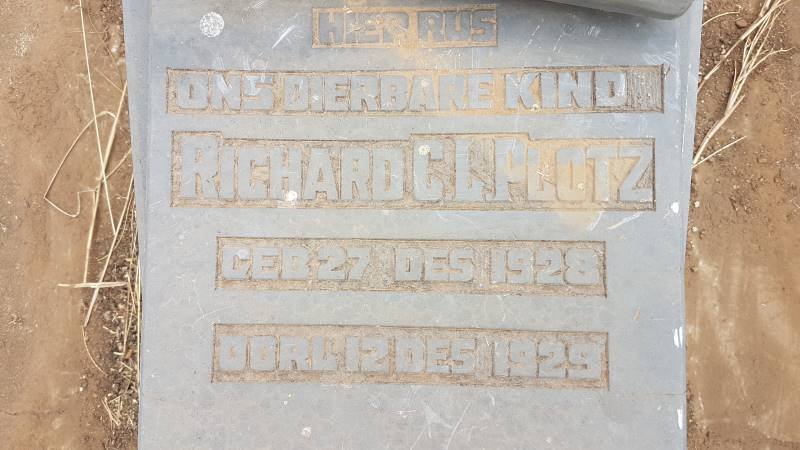 HIER RUS
ONS DIERBARE KIND
RICHARD C.L. PLOTZ
GEB 27 DES 1928
OORL 12 DES 1929